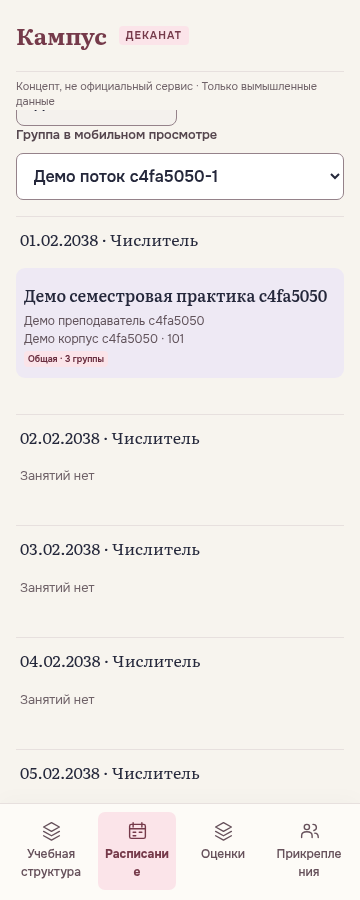 Кампус
ДЕКАНАТ
Концепт, не официальный сервис · Только вымышленные
данные
Группа в мобильном просмотре
Демо поток c4fa5050-1
01.02.2038 · Числитель
Демо семестровая практика c4fa5050
Демо преподаватель c4fa5050
Демо корпус c4fa5050 · 101
Общая · 3 группы
02.02.2038 · Числитель
Занятий нет
03.02.2038 · Числитель
Занятий нет
04.02.2038 · Числитель
Занятий нет
05.02.2038 · Числитель
Учебная
структура
Расписани
е
Оценки
Прикрепле
ния